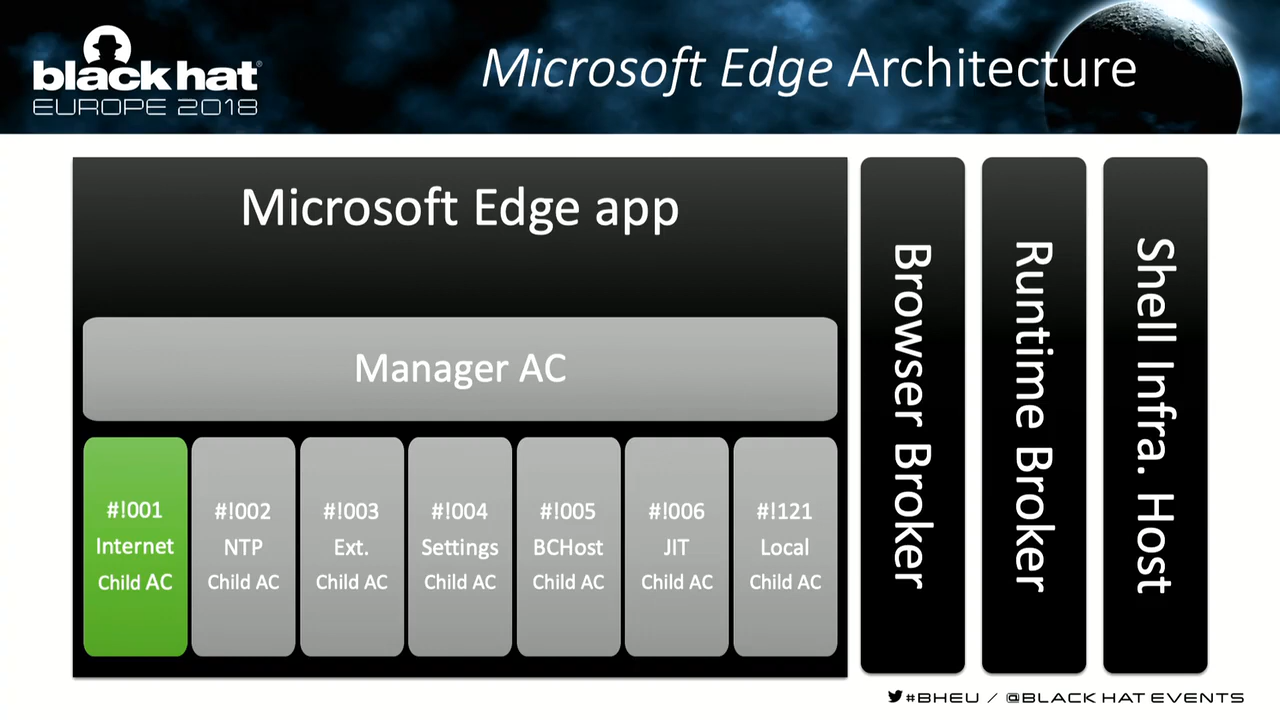 black hat®
EUROPE 2018
Microsoft Edge Architecture
Microsoft Edge app
Manager AC
#!001
Internet
Child AC
#!002
NTP
Child AC
#!003
Ext.
Child AC
#!004
Settings
Child AC
#!005
BCHost
Child AC
#!006
JIT
Child AC
#!121
Local
Child AC
Browser Broker
Runtime Broker
Shell Infra. Host
#BHEU / @BLACK HAT EVENTS